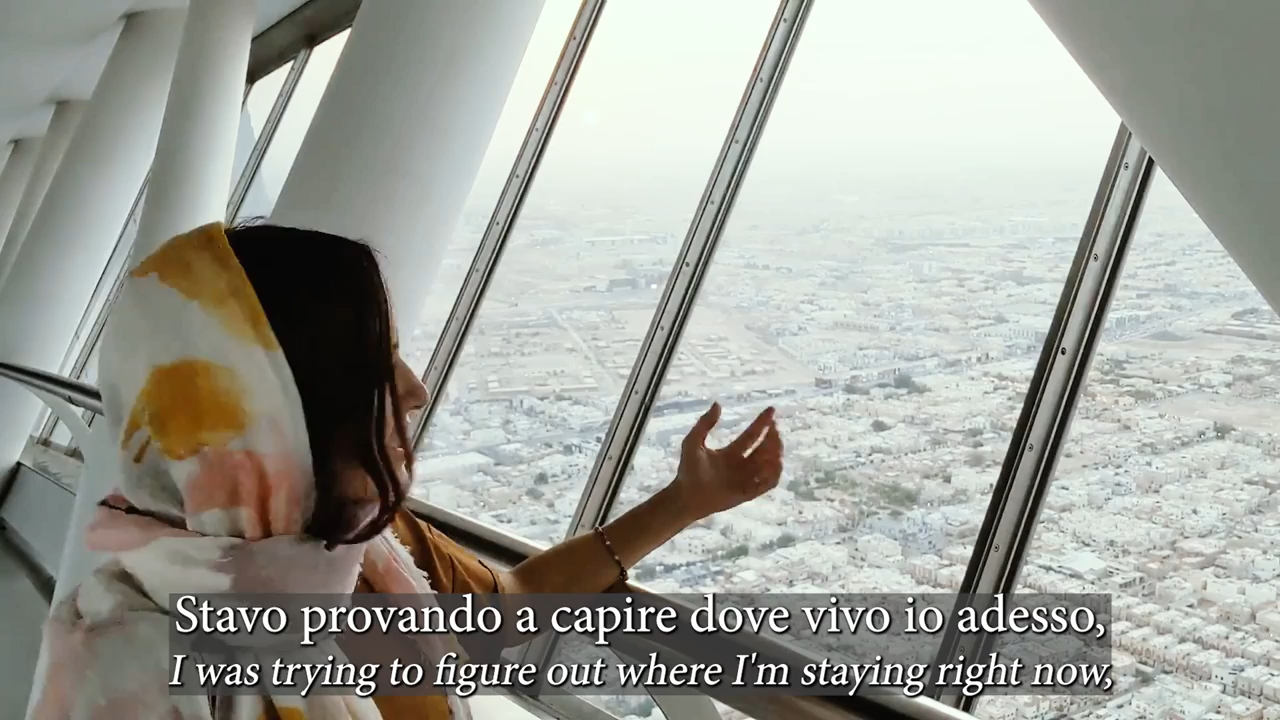 Stavo provando a capire dove vivo io adesso,
I was trying to figure out where I'm staying right now,